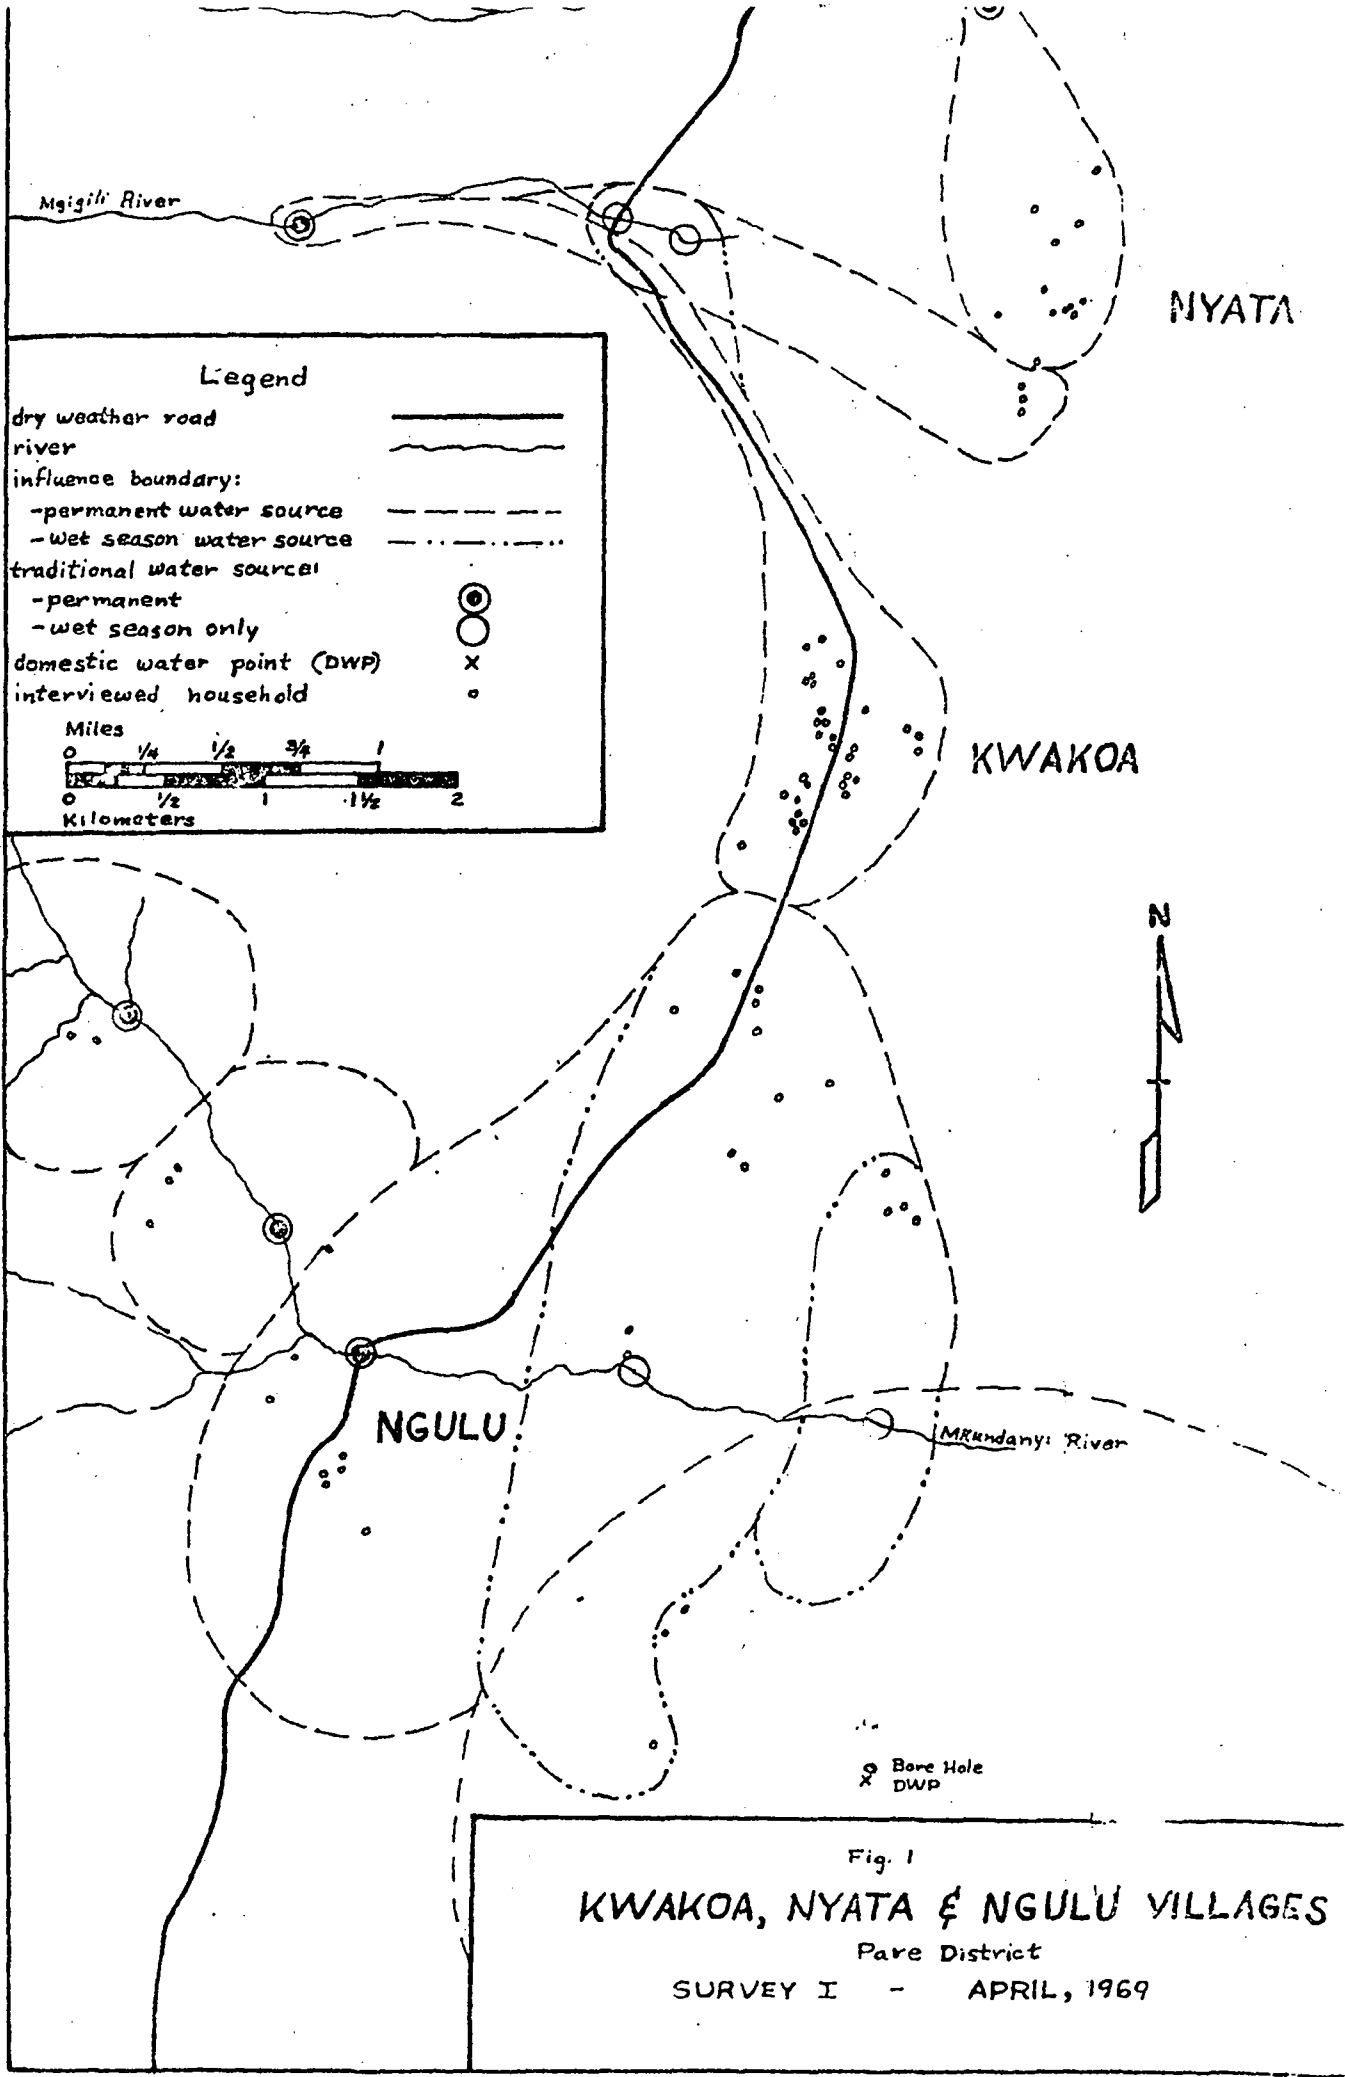 Mgigili River
NYATA
Legend
dry weather road
river
influence boundary:
-permanent water source
-wet season water source
traditional water source:
-permanent
-wet season only
domestic water point (DWP)
interviewed household
Miles
0 1/4 1/2 3/4 1
0 1/2 1 1½ 2
Kilometers
KWAKOA
N
NGULU
Mkundanyi River
Bore Hole
DWP
Fig. 1
KWAKOA, NYATA & NGULU VILLAGES
Pare District
SURVEY I - APRIL, 1969